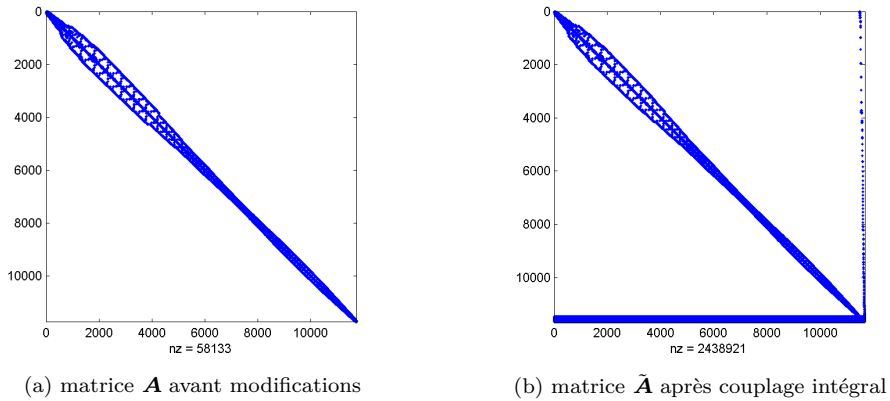 0
2000
4000
6000
8000
10000
0 2000 4000 6000 8000 10000
nz = 58133
(a) matrice A avant modifications
0
2000
4000
6000
8000
10000
0 2000 4000 6000 8000 10000
nz = 2438921
(b) matrice Ã après couplage intégral